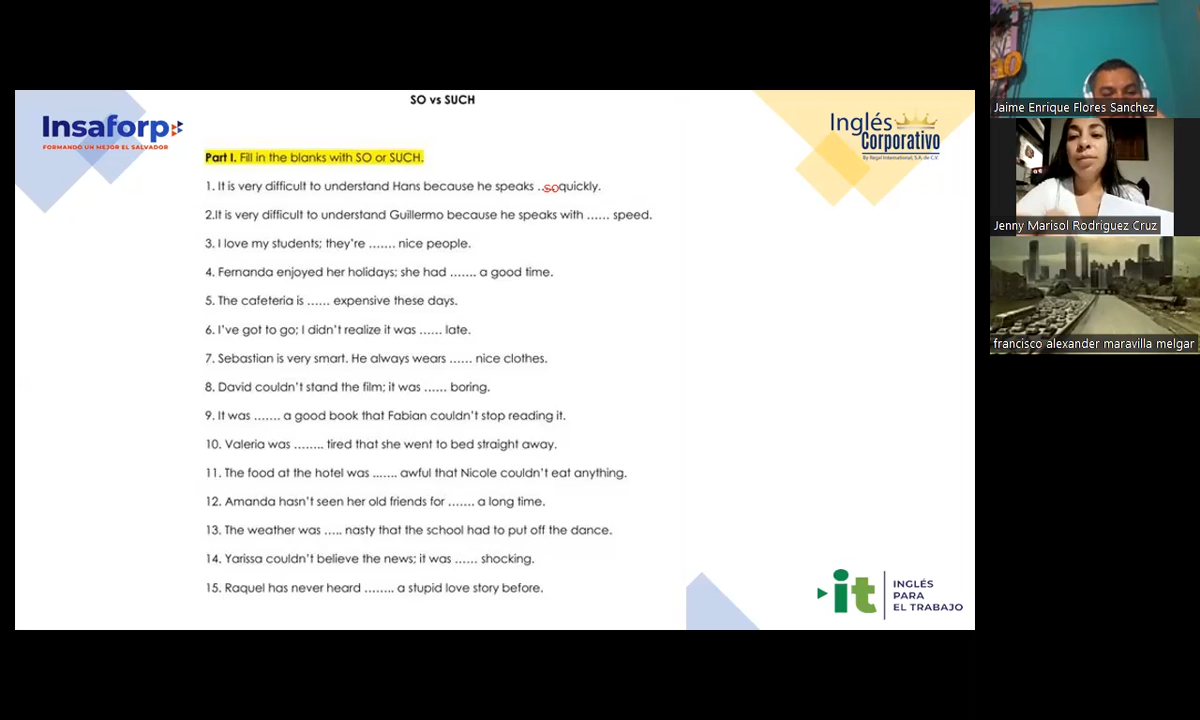 SO vs SUCH
Insaforp
FORMANDO UN MEJOR EL SALVADOR
Inglés
Corporativo
By Regal International, S.A. de C.V.
Part I. Fill in the blanks with SO or SUCH.
1. It is very difficult to understand Hans because he speaks ..so quickly.
2.It is very difficult to understand Guillermo because he speaks with ...... speed.
3. I love my students; they're ....... nice people.
4. Fernanda enjoyed her holidays; she had ....... a good time.
5. The cafeteria is ...... expensive these days.
6. I've got to go; I didn't realize it was ...... late.
7. Sebastian is very smart. He always wears ...... nice clothes.
8. David couldn't stand the film; it was ...... boring.
9. It was ....... a good book that Fabian couldn't stop reading it.
10. Valeria was ........ tired that she went to bed straight away.
11. The food at the hotel was ....... awful that Nicole couldn't eat anything.
12. Amanda hasn't seen her old friends for ....... a long time.
13. The weather was ..... nasty that the school had to put off the dance.
14. Yarissa couldn't believe the news; it was ...... shocking.
15. Raquel has never heard ........ a stupid love story before.
it
INGLÉS
PARA
EL TRABAJO
Jaime Enrique Flores Sanchez
Jenny Marisol Rodriguez Cruz
francisco alexander maravilla melgar